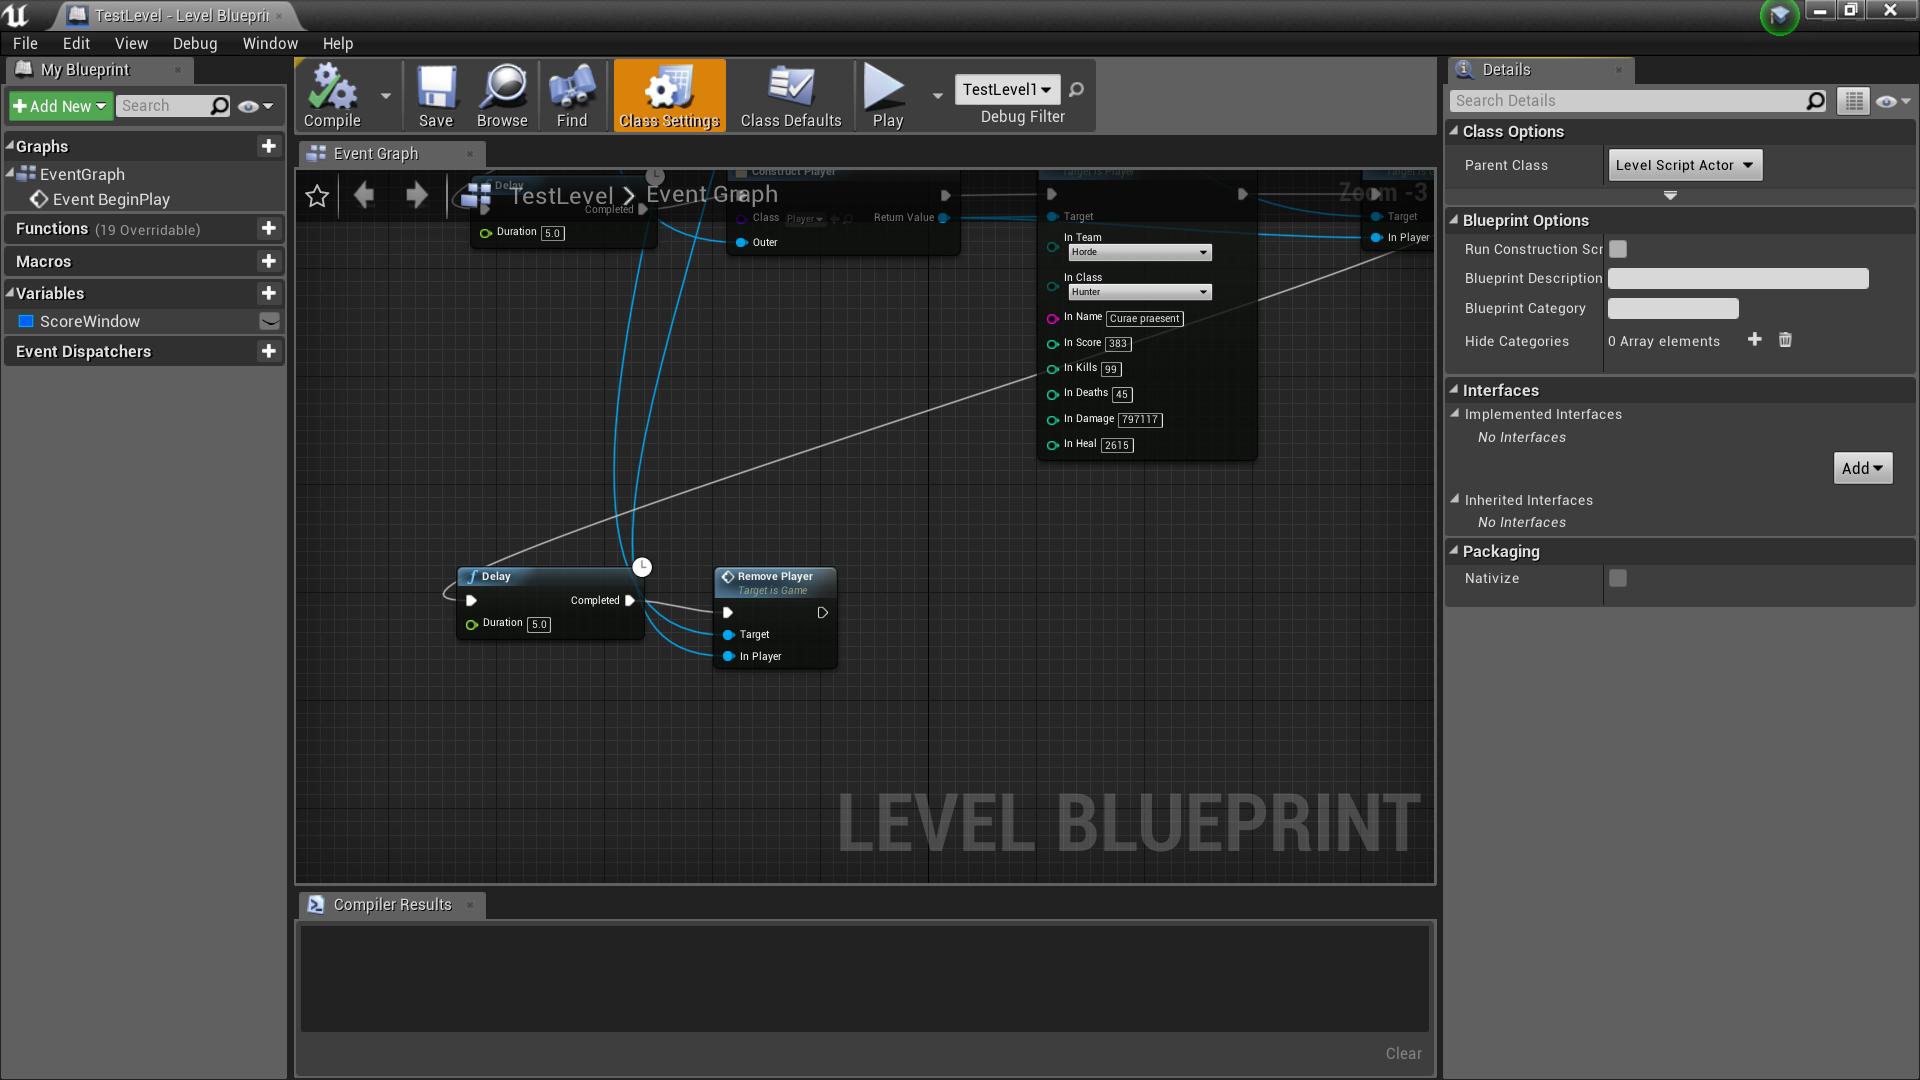 TestLevel - Level Blueprin
File Edit View Debug Window Help
My Blueprint
Add New
Search
Graphs
EventGraph
Event BeginPlay
Functions (19 Overridable)
Macros
Variables
ScoreWindow
Event Dispatchers
Compile
Save
Browse
Find
Class Settings
Class Defaults
Play
TestLevel1
Debug Filter
Event Graph
TestLevel > Event Graph
Zoom -3
Delay
Completed
Duration 5.0
Construct Player
Class Player
Return Value
Outer
Target is Player
Target
In Team
Horde
In Class
Hunter
In Name Curae praesent
In Score 383
In Kills 99
In Deaths 45
In Damage 797117
In Heal 2615
Target is G
Target
In Player
Delay
Completed
Duration 5.0
Remove Player
Target is Game
Target
In Player
LEVEL BLUEPRINT
Compiler Results
Clear
Details
Search Details
Class Options
Parent Class Level Script Actor
Blueprint Options
Run Construction Scr
Blueprint Description
Blueprint Category
Hide Categories 0 Array elements
Interfaces
Implemented Interfaces
No Interfaces
Add
Inherited Interfaces
No Interfaces
Packaging
Nativize